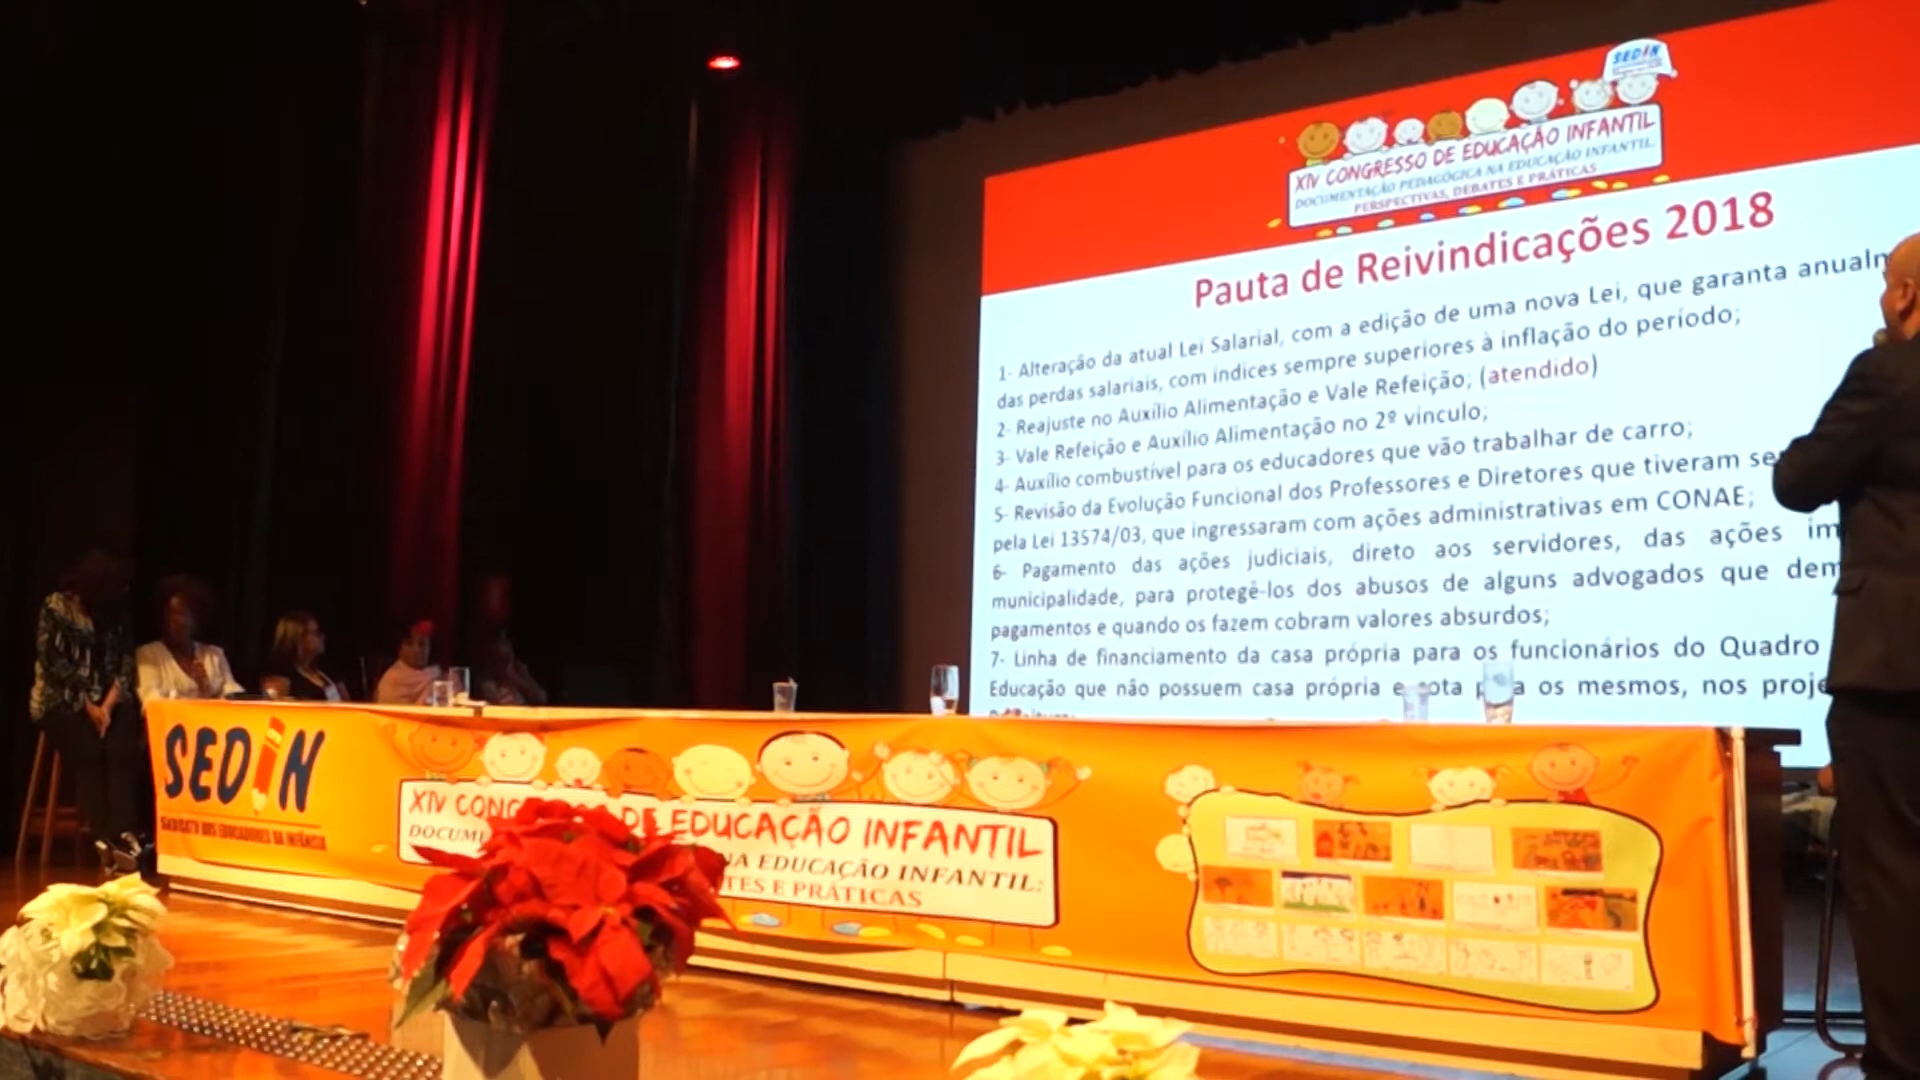 SEDIN
XIV CONGRESSO DE EDUCAÇÃO INFANTIL
DOCUMENTAÇÃO PEDAGÓGICA NA EDUCAÇÃO INFANTIL:
PERSPECTIVAS, DEBATES E PRÁTICAS
Pauta de Reivindicações 2018
1- Alteração da atual Lei Salarial, com a edição de uma nova Lei, que garanta
das perdas salariais, com índices sempre superiores à inflação do período;
2- Reajuste no Auxílio Alimentação e Vale Refeição; (atendido)
3- Vale Refeição e Auxílio Alimentação no 2º vínculo;
4- Auxílio combustível para os educadores que vão trabalhar de carro;
5- Revisão da Evolução Funcional dos Professores e Diretores que tiveram
pela Lei 13574/03, que ingressaram com ações administrativas em CONAE;
6- Pagamento das ações judiciais, direto aos servidores, das ações im
municipalidade, para protegê-los dos abusos de alguns advogados que dem
pagamentos e quando os fazem cobram valores absurdos;
7- Linha de financiamento da casa própria para os funcionários do Quadro
Educação que não possuem casa própria e cota para os mesmos, nos proje
SEDIN
SINDICATO DOS EDUCADORES DA INFÂNCIA
XIV CONG DE EDUCAÇÃO INFANTIL
DOCUME NA EDUCAÇÃO INFANTIL:
TES E PRÁTICAS